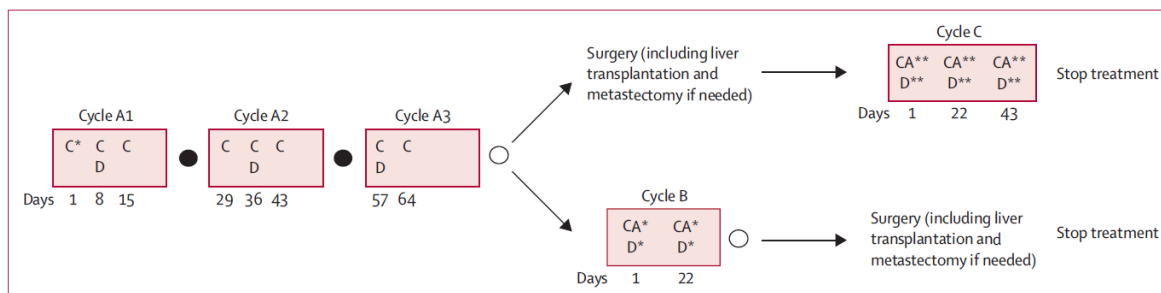 Cycle A1
C* C C
D
Days 1 8 15
Cycle A2
C C C
D
29 36 43
Cycle A3
C C
D
57 64
Surgery (including liver
transplantation and
metastectomy if needed)
Cycle C
CA** CA** CA**
D** D** D**
Days 1 22 43
Stop treatment
Cycle B
CA* CA*
D* D*
Days 1 22
Surgery (including liver
transplantation and
metastectomy if needed)
Stop treatment